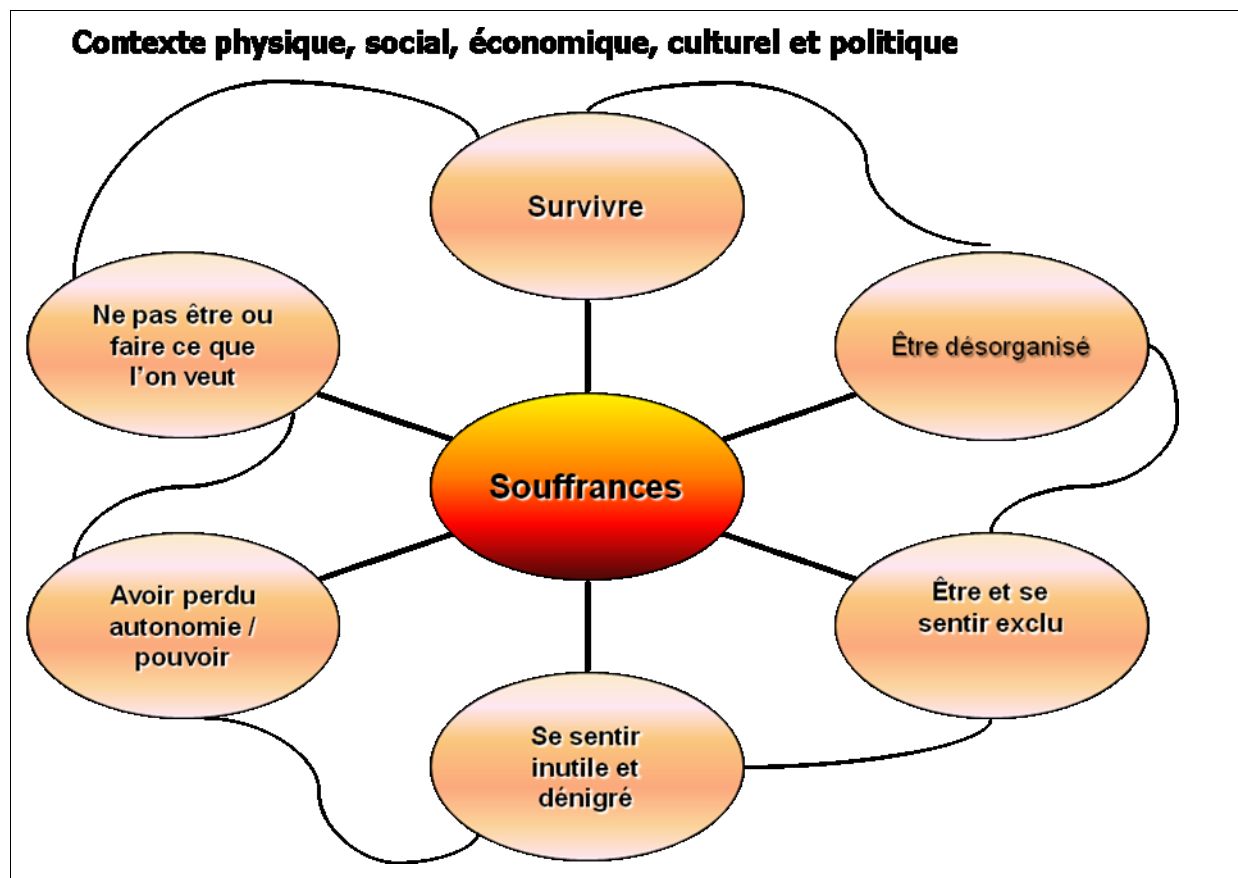 Contexte physique, social, économique, culturel et politique
Survivre
Ne pas être ou
faire ce que
l'on veut
Être désorganisé
Souffrances
Avoir perdu
autonomie /
pouvoir
Être et se
sentir exclu
Se sentir
inutile et
dénigré